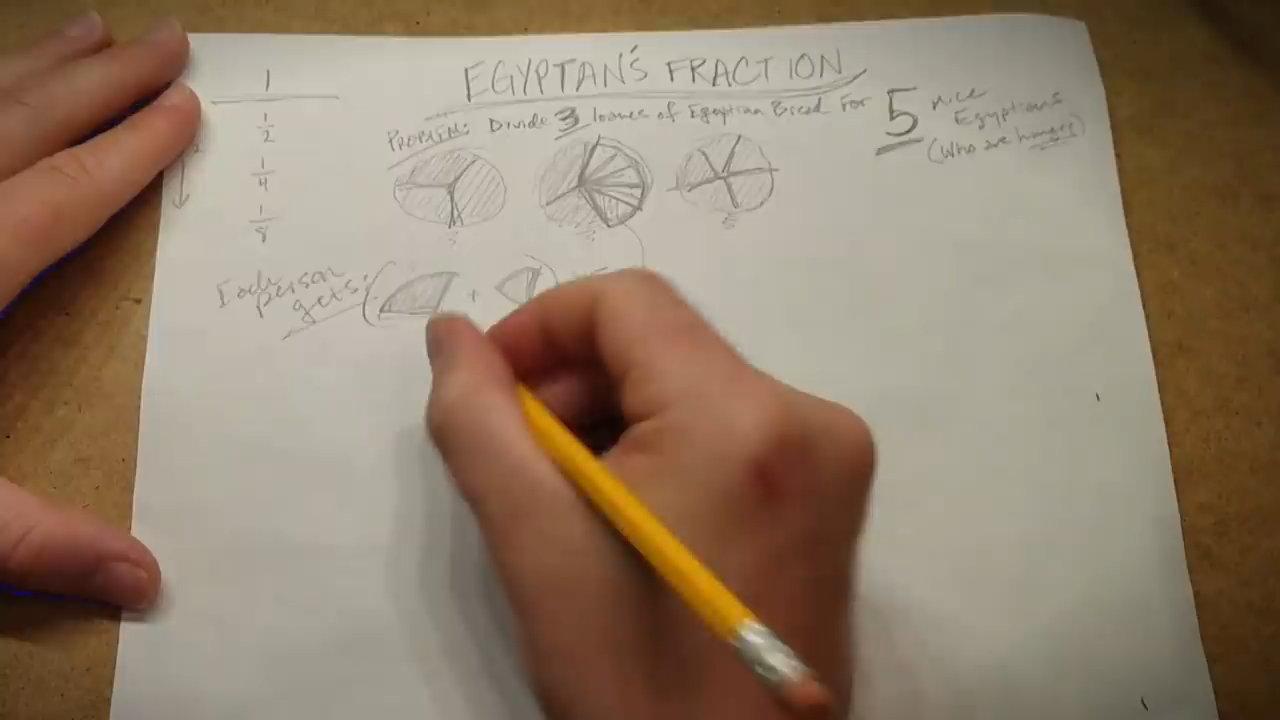 EGYPTAN'S FRACTION
1
1/2
1/4
1/8
PROBLEM: Divide 3 loaves of Egyptian Bread For 5 nice
Egyptians
(who are hungry)
Each
person
gets:
+